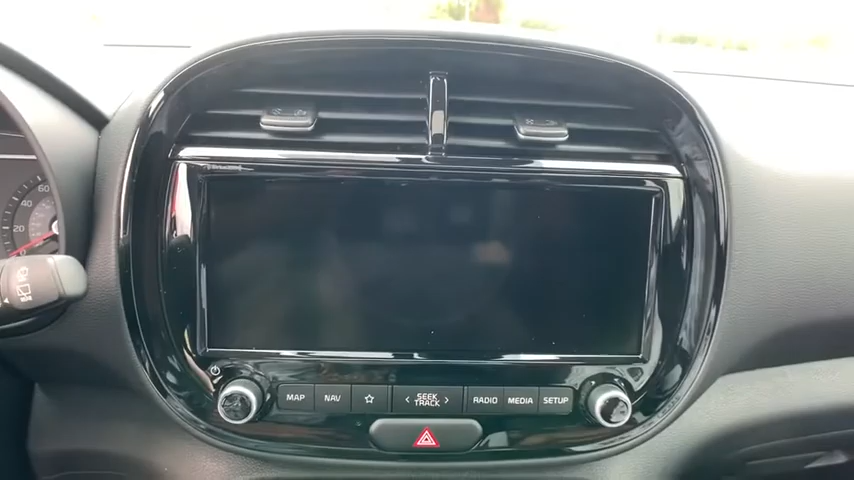 60
40
20
MAP
NAV
< SEEK >
TRACK
RADIO
MEDIA
SETUP